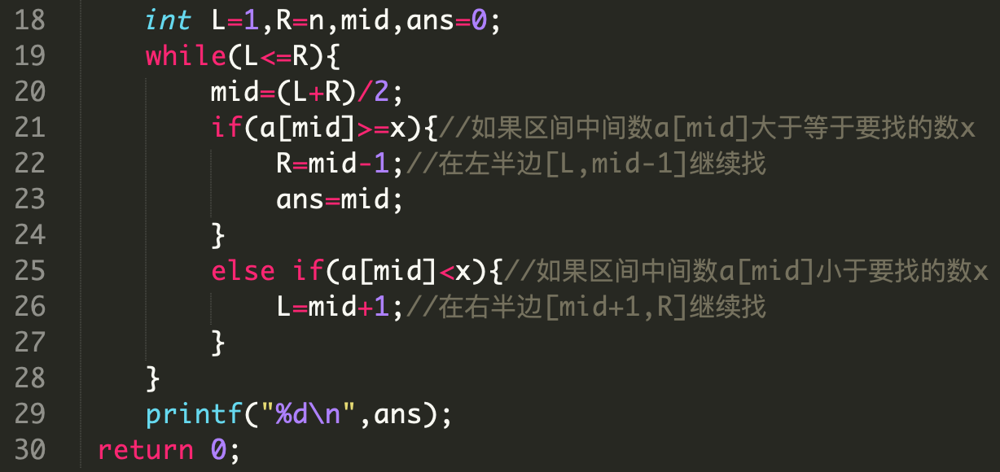 18 int L=1,R=n,mid,ans=0;
19 while(L<=R){
20 mid=(L+R)/2;
21 if(a[mid]>=x){//如果区间中间数a[mid]大于等于要找的数x
22 R=mid-1;//在左半边[L,mid-1]继续找
23 ans=mid;
24 }
25 else if(a[mid]<x){//如果区间中间数a[mid]小于要找的数x
26 L=mid+1;//在右半边[mid+1,R]继续找
27 }
28 }
29 printf("%d\n",ans);
30 return 0;